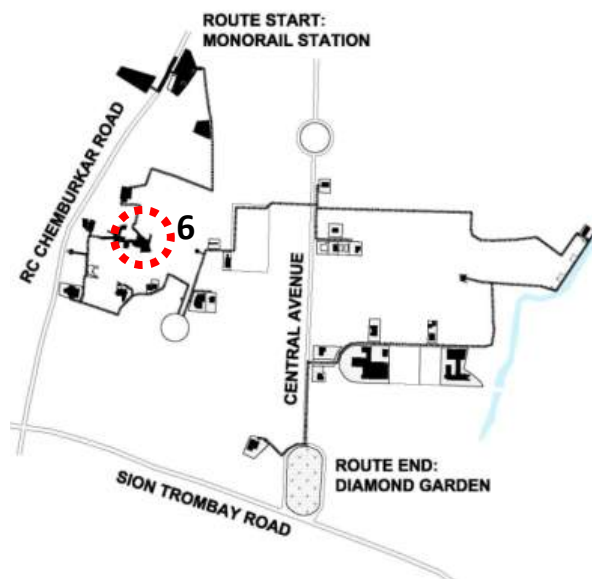 ROUTE START:
MONORAIL STATION
RC CHEMBURKAR ROAD
6
CENTRAL AVENUE
ROUTE END:
DIAMOND GARDEN
SION TROMBAY ROAD